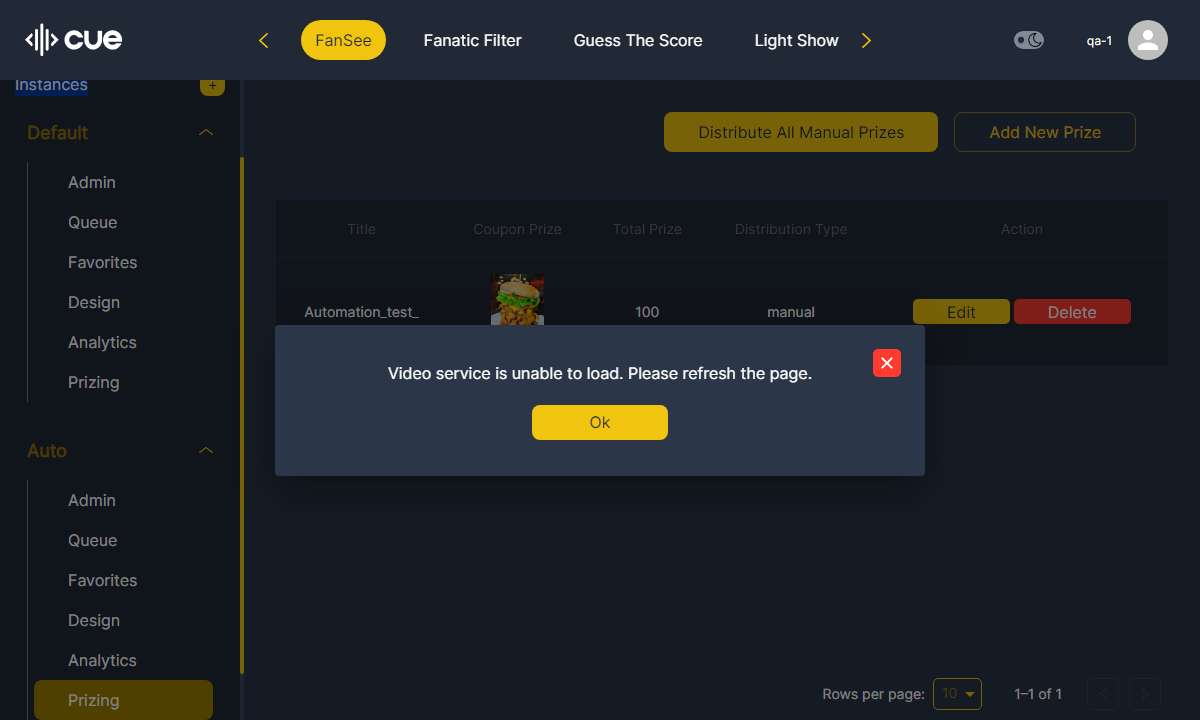 cue
FanSee
Fanatic Filter
Guess The Score
Light Show
qa-1
Instances
+
Default
Admin
Queue
Favorites
Design
Analytics
Prizing
Auto
Admin
Queue
Favorites
Design
Analytics
Prizing
Distribute All Manual Prizes
Add New Prize
Title Coupon Prize Total Prize Distribution Type Action
Automation_test_ 100 manual Edit Delete
Video service is unable to load. Please refresh the page.
Ok
Rows per page: 10 1–1 of 1